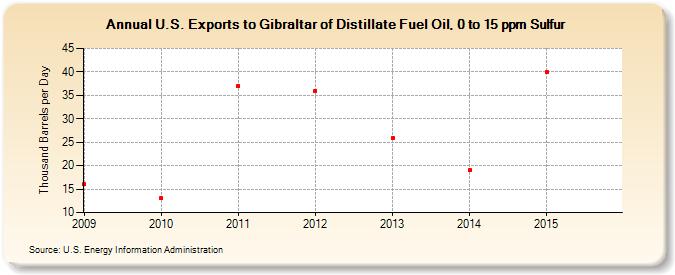 Annual U.S. Exports to Gibraltar of Distillate Fuel Oil, 0 to 15 ppm Sulfur
Thousand Barrels per Day
45
40
35
30
25
20
15
10
2009 2010 2011 2012 2013 2014 2015
Source: U.S. Energy Information Administration